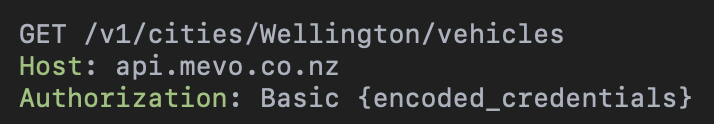 GET /v1/cities/Wellington/vehicles
Host: api.mevo.co.nz
Authorization: Basic {encoded_credentials}